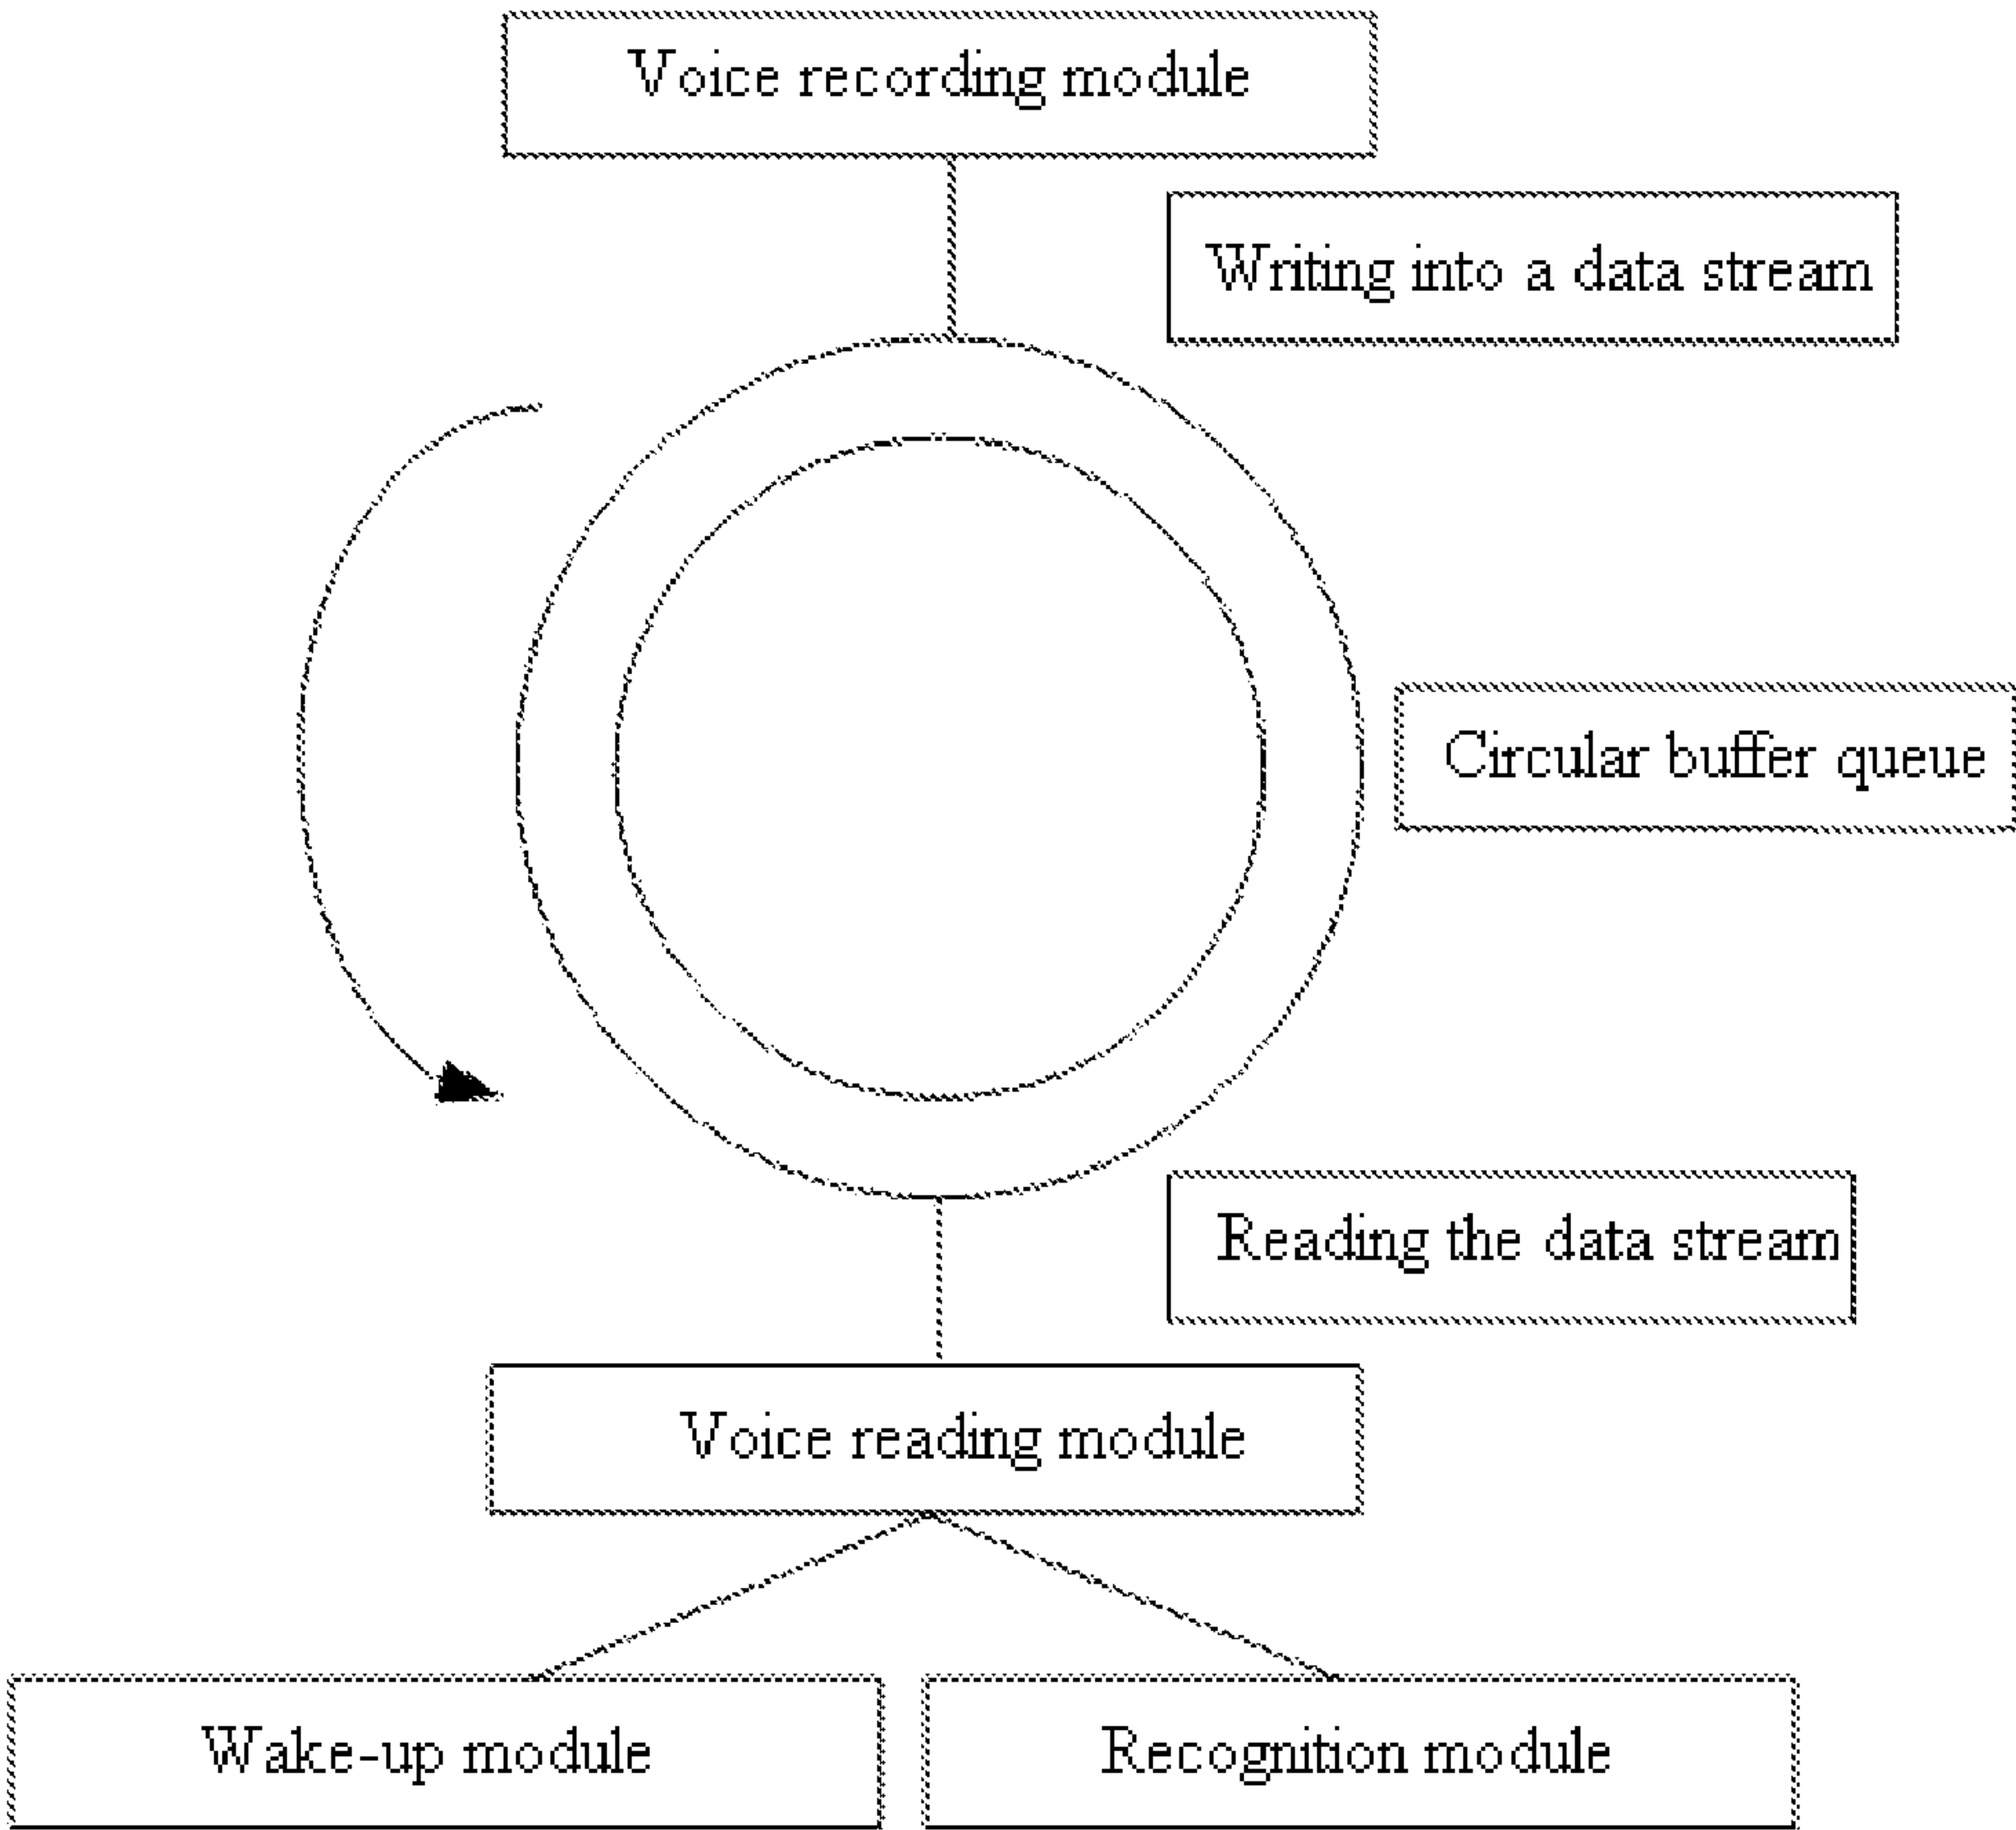 Voice recording module
Writing into a data stream
Circular buffer queue
Reading the data stream
Voice reading module
Wake-up module
Recognition module